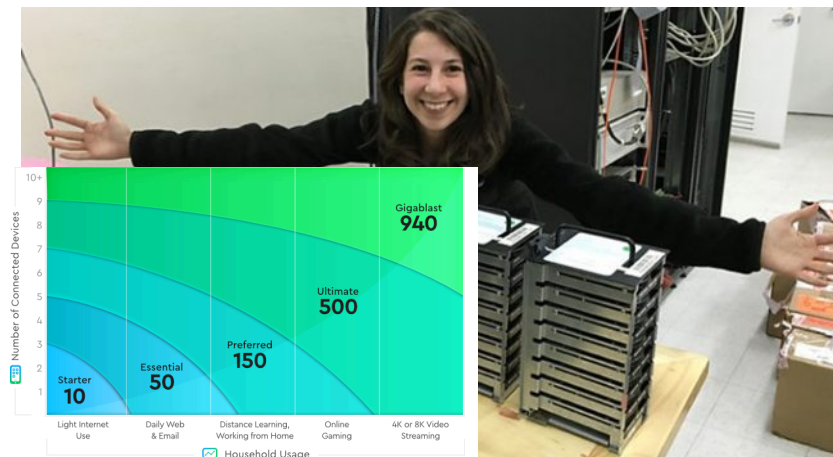 Number of Connected Devices
10+
9
8
7
6
5
4
3
2
1
Gigablast
940
Ultimate
500
Preferred
150
Essential
50
Starter
10
Light Internet
Use
Daily Web
& Email
Distance Learning,
Working from Home
Online
Gaming
4K or 8K Video
Streaming
Household Usage